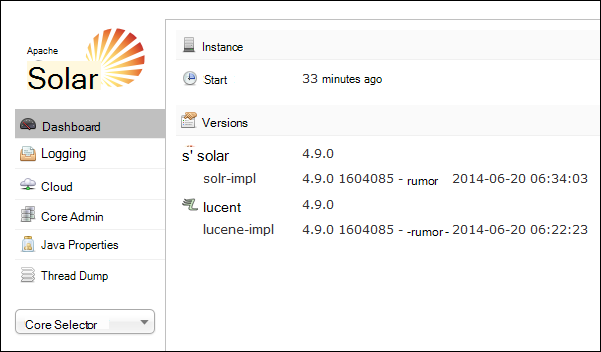 Apache
Solar
Instance
Start 33 minutes ago
Dashboard
Versions
Logging
s' solar 4.9.0
solr-impl 4.9.0 1604085 - rumor 2014-06-20 06:34:03
Cloud
lucent 4.9.0
Core Admin
lucene-impl 4.9.0 1604085 - -rumor - 2014-06-20 06:22:23
Java Properties
Thread Dump
Core Selector